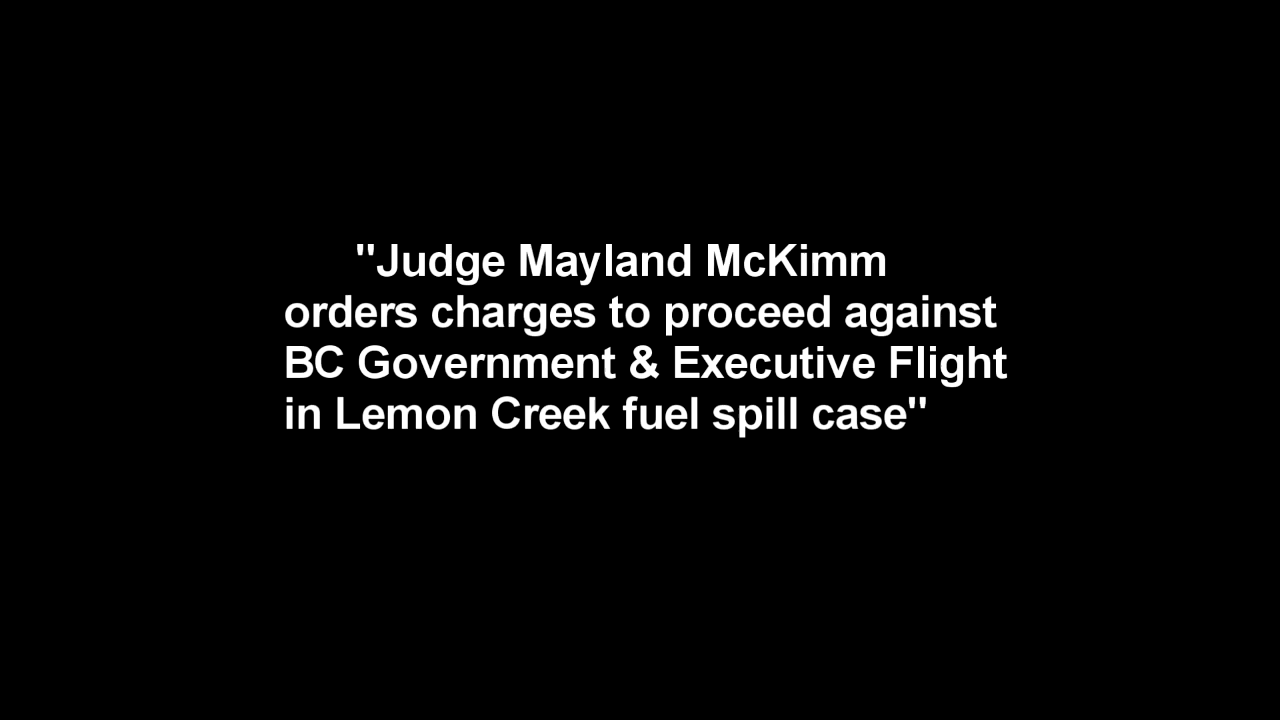 "Judge Mayland McKimm
orders charges to proceed against
BC Government & Executive Flight
in Lemon Creek fuel spill case"